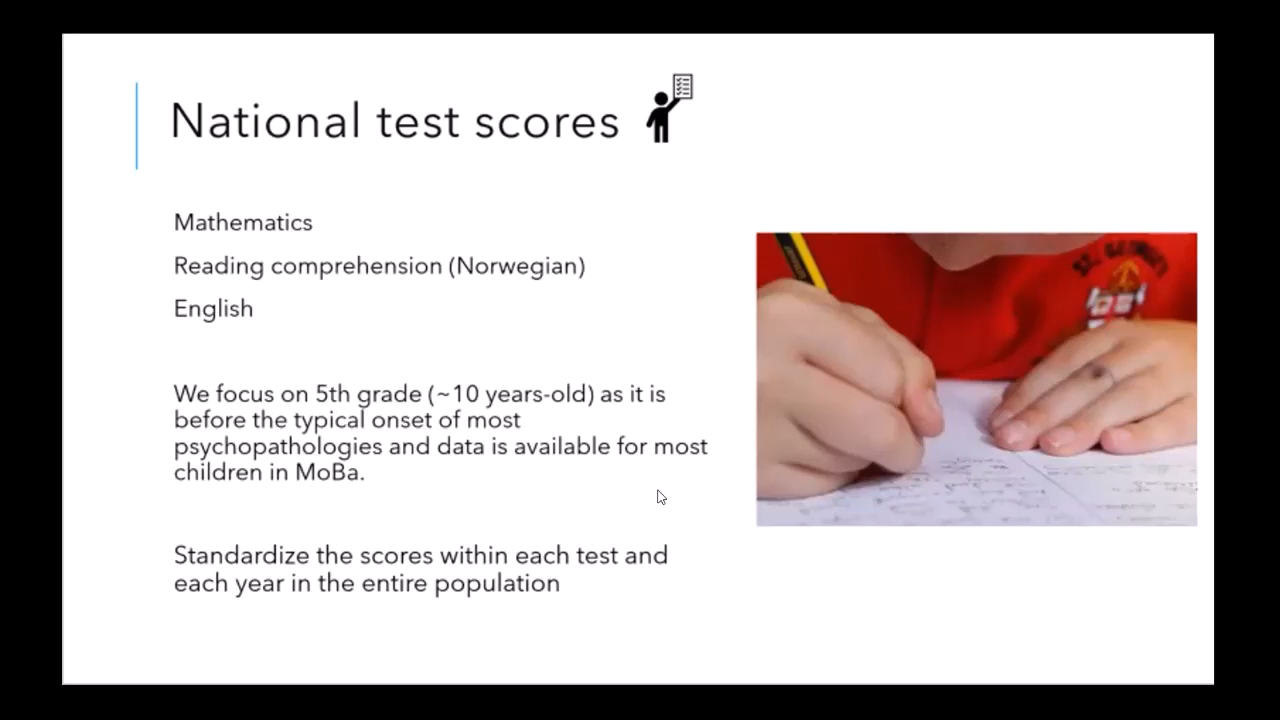 National test scores
Mathematics
Reading comprehension (Norwegian)
English
We focus on 5th grade (~10 years-old) as it is
before the typical onset of most
psychopathologies and data is available for most
children in MoBa.
Standardize the scores within each test and
each year in the entire population